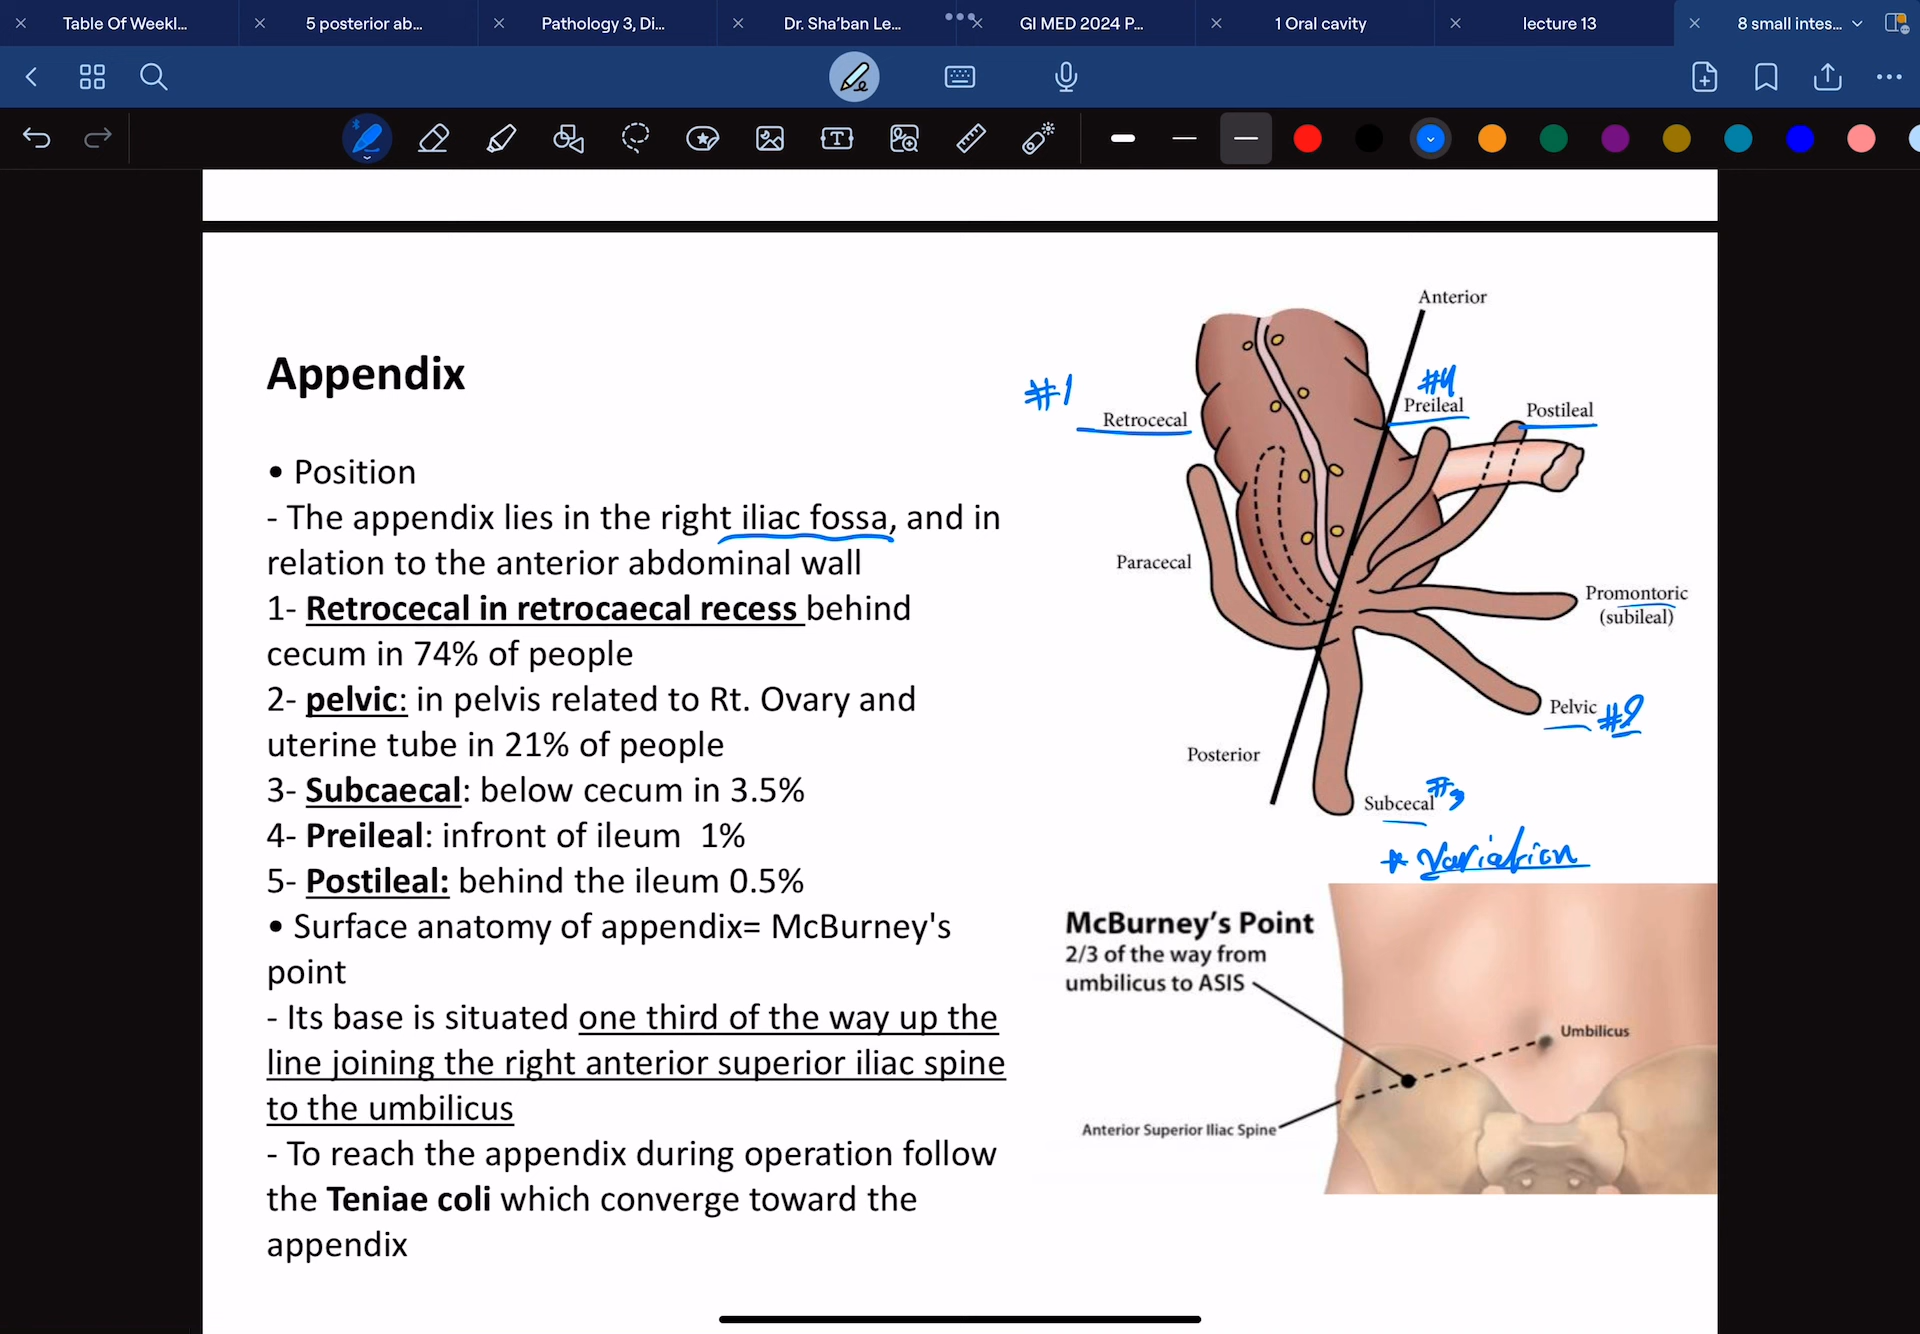 Table Of Weekl...
5 posterior ab...
Pathology 3, Di...
Dr. Sha'ban Le...
GI MED 2024 P...
1 Oral cavity
lecture 13
8 small intes...
Appendix
• Position
- The appendix lies in the right iliac fossa, and in
relation to the anterior abdominal wall
1- Retrocecal in retrocaecal recess behind
cecum in 74% of people
2- pelvic: in pelvis related to Rt. Ovary and
uterine tube in 21% of people
3- Subcaecal: below cecum in 3.5%
4- Preileal: infront of ileum 1%
5- Postileal: behind the ileum 0.5%
• Surface anatomy of appendix= McBurney's
point
- Its base is situated one third of the way up the
line joining the right anterior superior iliac spine
to the umbilicus
- To reach the appendix during operation follow
the Teniae coli which converge toward the
appendix
Anterior
#4
Preileal
Postileal
#1
Retrocecal
Paracecal
Promontoric
(subileal)
Pelvic #2
Posterior
Subcecal #3
* Variation
McBurney's Point
2/3 of the way from
umbilicus to ASIS
Umbilicus
Anterior Superior Iliac Spine